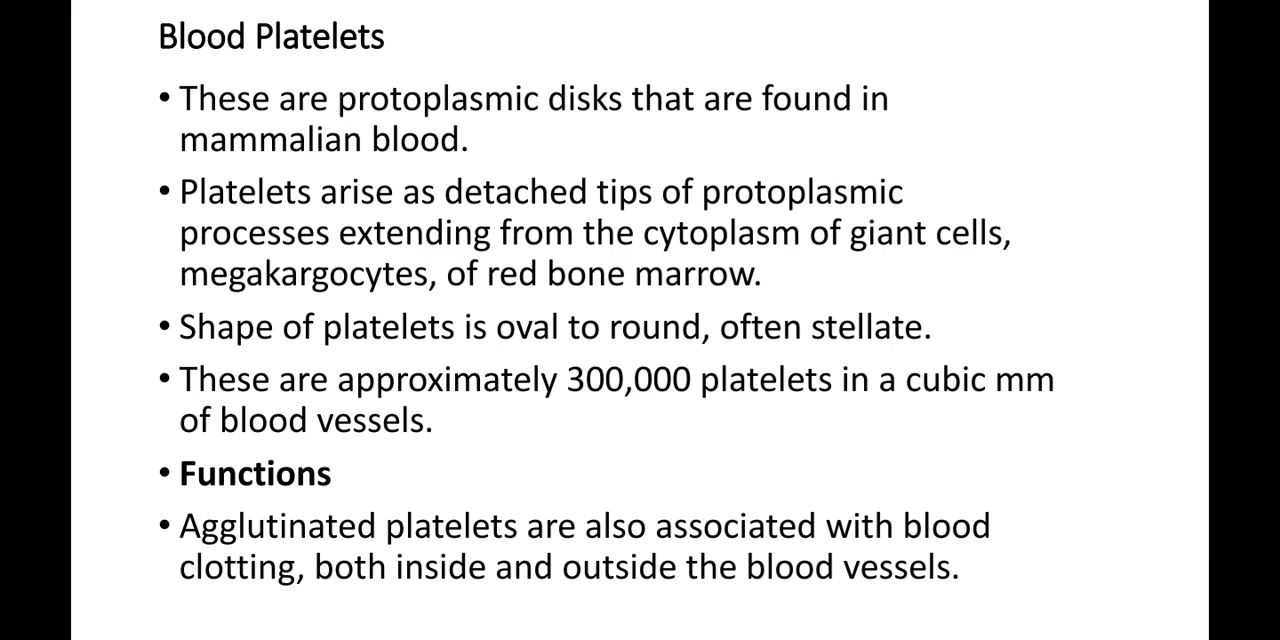 Blood Platelets
• These are protoplasmic disks that are found in
mammalian blood.
• Platelets arise as detached tips of protoplasmic
processes extending from the cytoplasm of giant cells,
megakargocytes, of red bone marrow.
• Shape of platelets is oval to round, often stellate.
• These are approximately 300,000 platelets in a cubic mm
of blood vessels.
• Functions
• Agglutinated platelets are also associated with blood
clotting, both inside and outside the blood vessels.